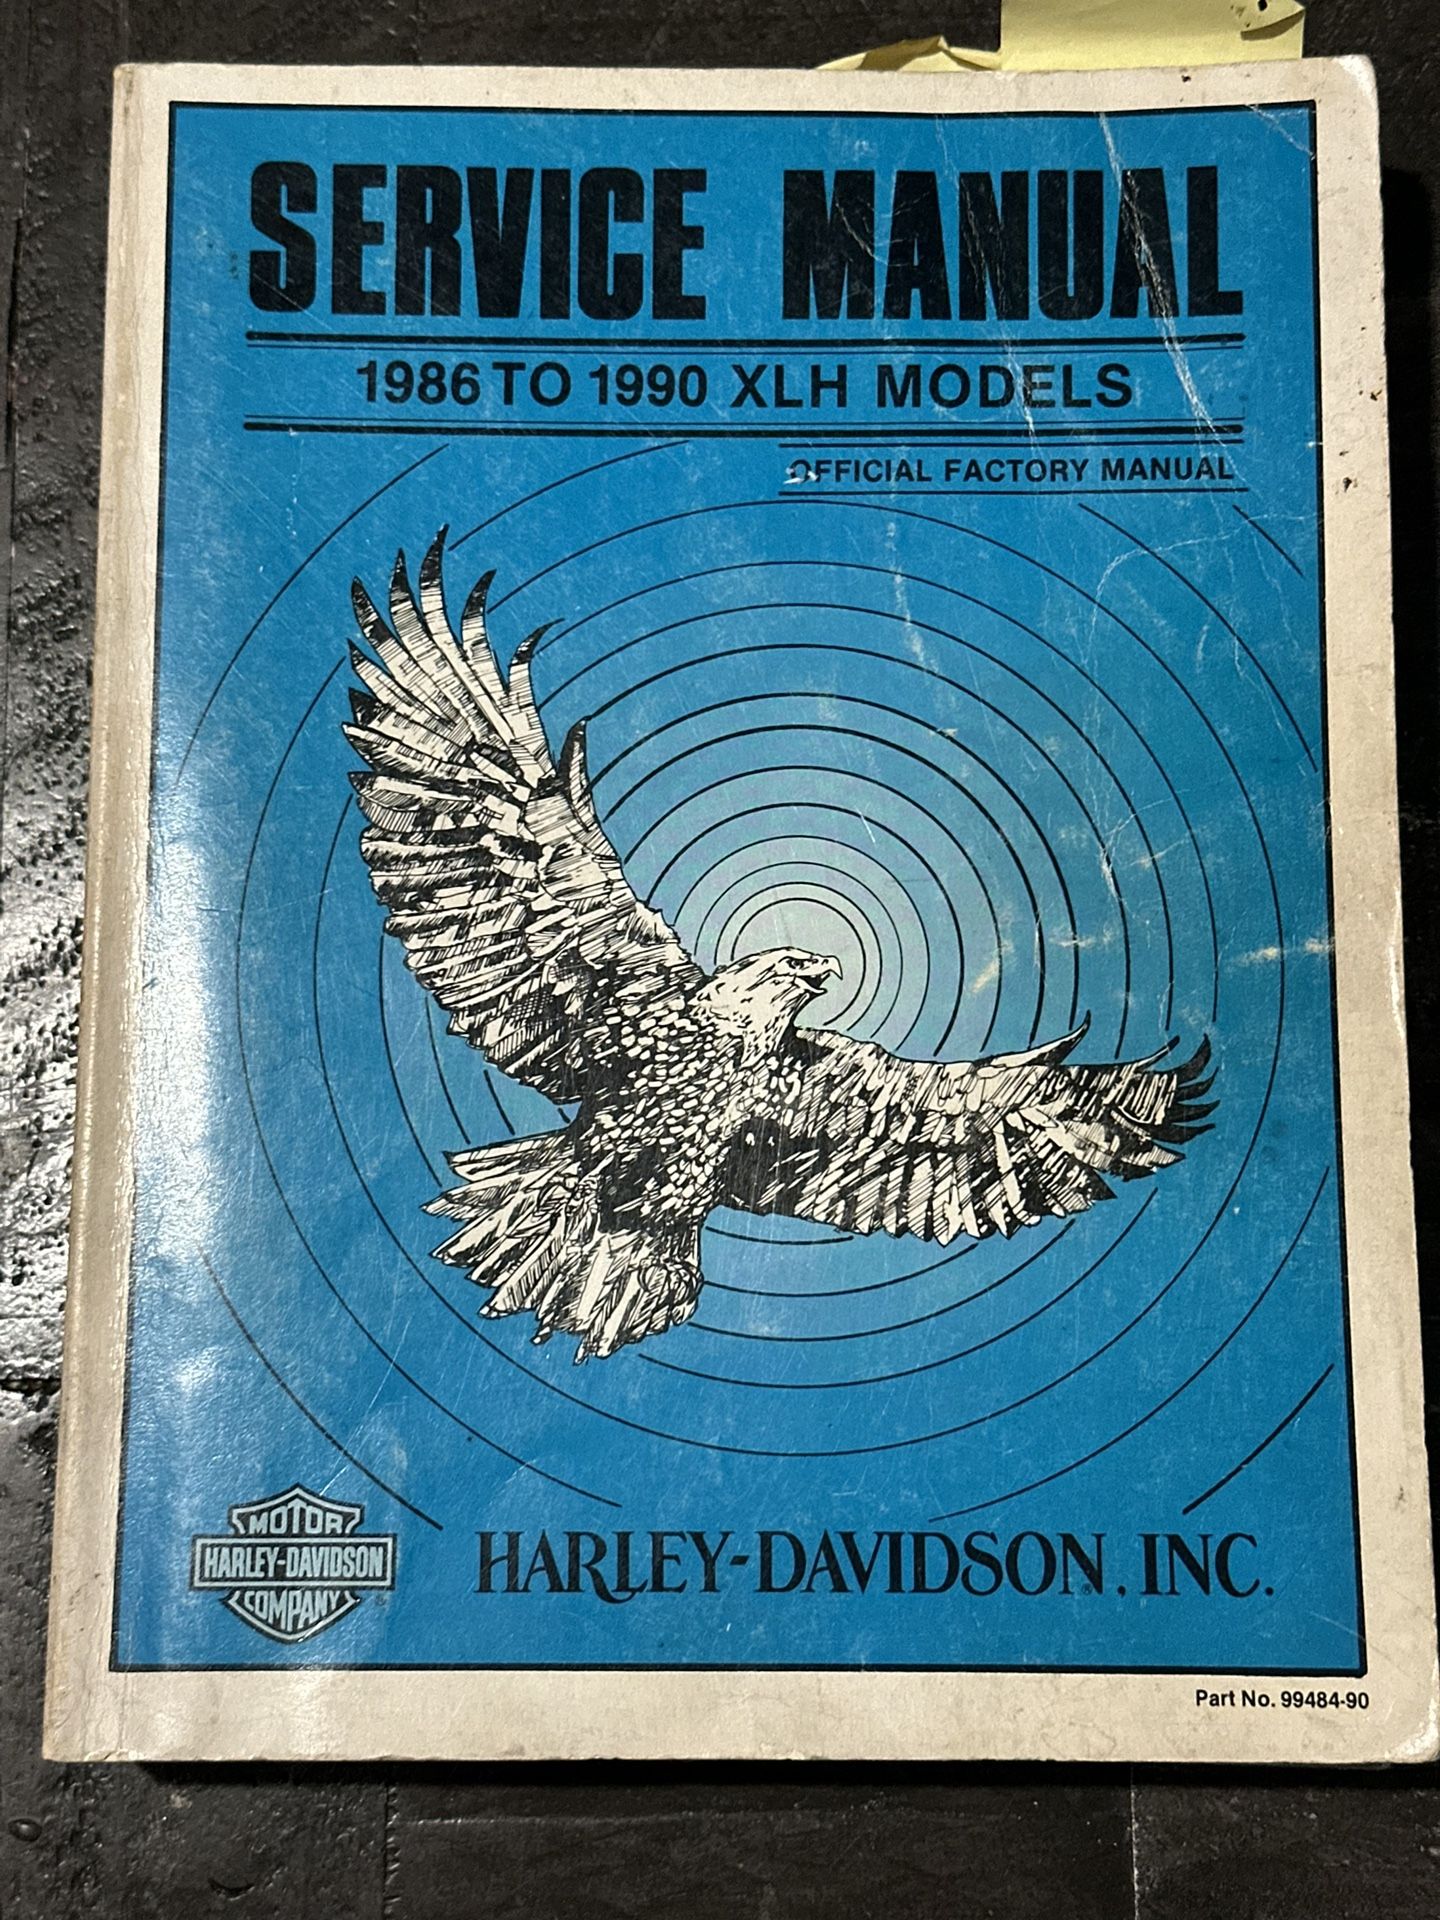 SERVICE MANUAL
1986 TO 1990 XLH MODELS
OFFICIAL FACTORY MANUAL
MOTOR
HARLEY-DAVIDSON
COMPANY
®
HARLEY-DAVIDSON®, INC.
Part No. 99484-90